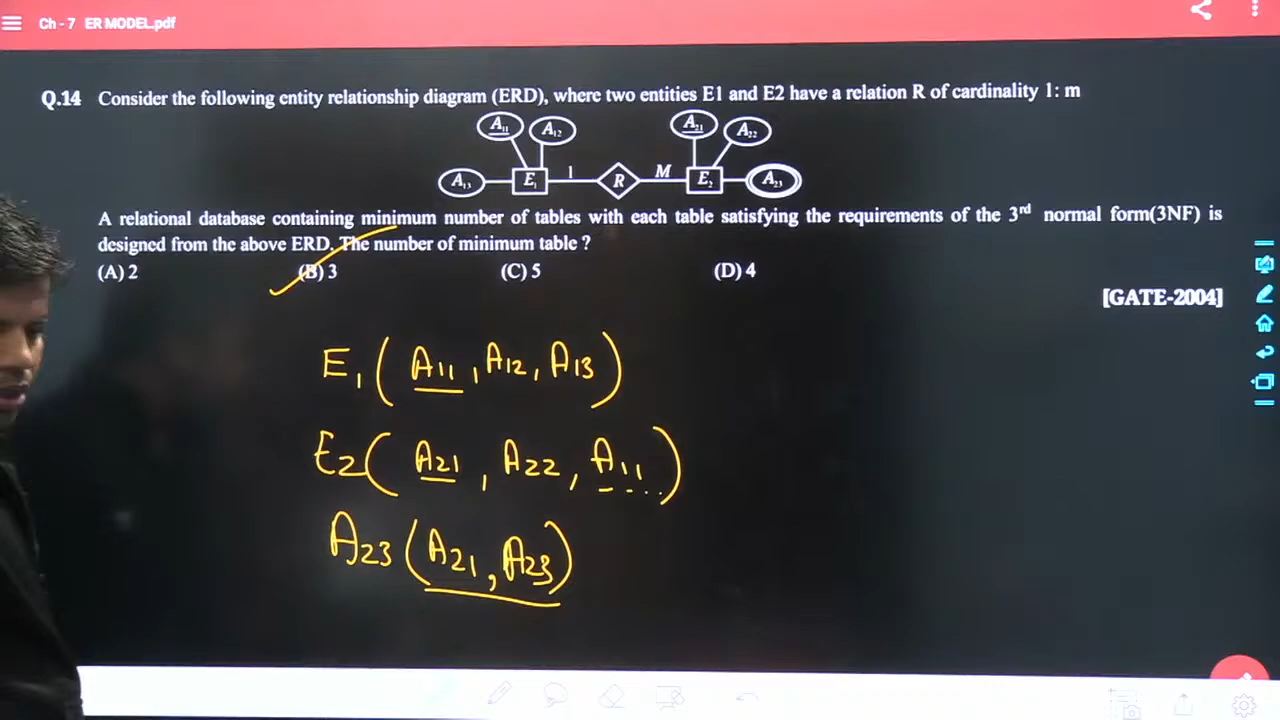 Ch - 7 ER MODEL.pdf
Q.14 Consider the following entity relationship diagram (ERD), where two entities E1 and E2 have a relation R of cardinality 1: m
A₁₁ A₁₂ A₂₁ A₂₂
A₁₃ E₁ 1 R M E₂ A₂₃
A relational database containing minimum number of tables with each table satisfying the requirements of the 3rd normal form(3NF) is
designed from the above ERD. The number of minimum table ?
(A) 2 (B) 3 (C) 5 (D) 4
[GATE-2004]
E₁ ( A11 , A12 , A13 )
E2 ( A21 , A22 , A11 )
A23 ( A21 , A23 )